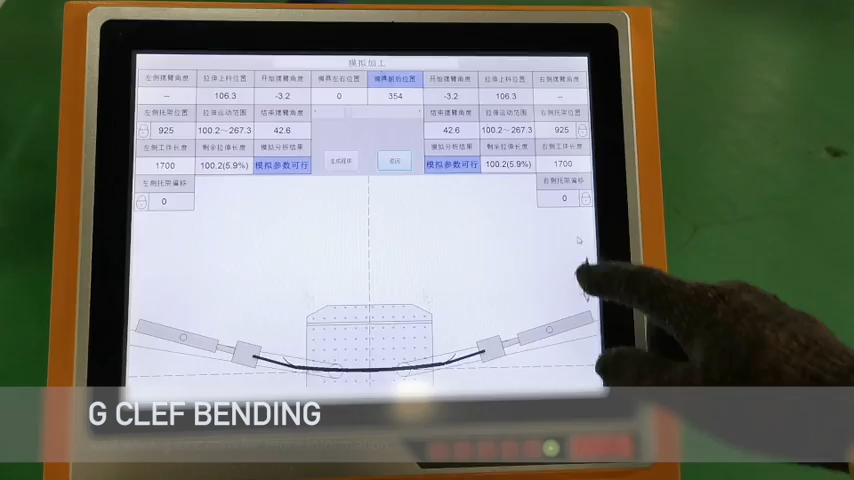 模拟加工
左侧摆臂角度 拉伸上料位置 开始摆臂角度 模具左右位置 模具前后位置 开始摆臂角度 拉伸上料位置 右侧摆臂角度
-- 106.3 -3.2 0 354 -3.2 106.3 --
左侧托架位置 拉伸运动范围 结束摆臂角度 结束摆臂角度 拉伸运动范围 右侧托架位置
925 100.2~267.3 42.6 42.6 100.2~267.3 925
左侧工件长度 剩余拉伸长度 模拟分析结果 模拟分析结果 剩余拉伸长度 右侧工件长度
1700 100.2(5.9%) 模拟参数可行 生成程序 返回 模拟参数可行 100.2(5.9%) 1700
左侧托架偏移 右侧托架偏移
0 0
G CLEF BENDING